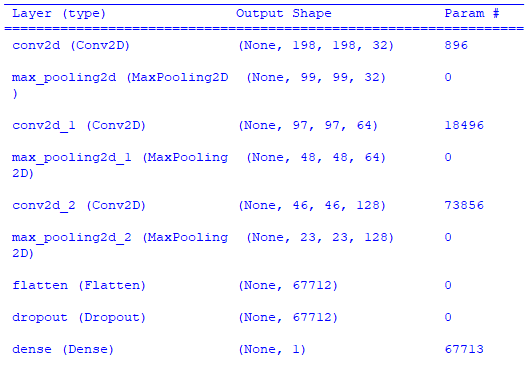 Layer (type) Output Shape Param #
=================================================================
conv2d (Conv2D) (None, 198, 198, 32) 896
max_pooling2d (MaxPooling2D (None, 99, 99, 32) 0
)
conv2d_1 (Conv2D) (None, 97, 97, 64) 18496
max_pooling2d_1 (MaxPooling (None, 48, 48, 64) 0
2D)
conv2d_2 (Conv2D) (None, 46, 46, 128) 73856
max_pooling2d_2 (MaxPooling (None, 23, 23, 128) 0
2D)
flatten (Flatten) (None, 67712) 0
dropout (Dropout) (None, 67712) 0
dense (Dense) (None, 1) 67713